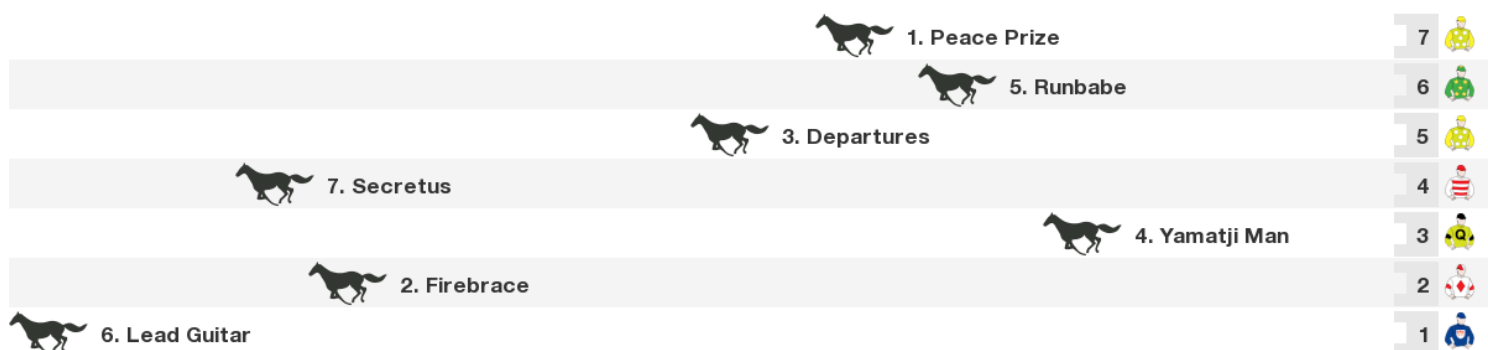 1. Peace Prize 7
5. Runbabe 6
3. Departures 5
7. Secretus 4
4. Yamatji Man 3 Q
2. Firebrace 2
6. Lead Guitar 1